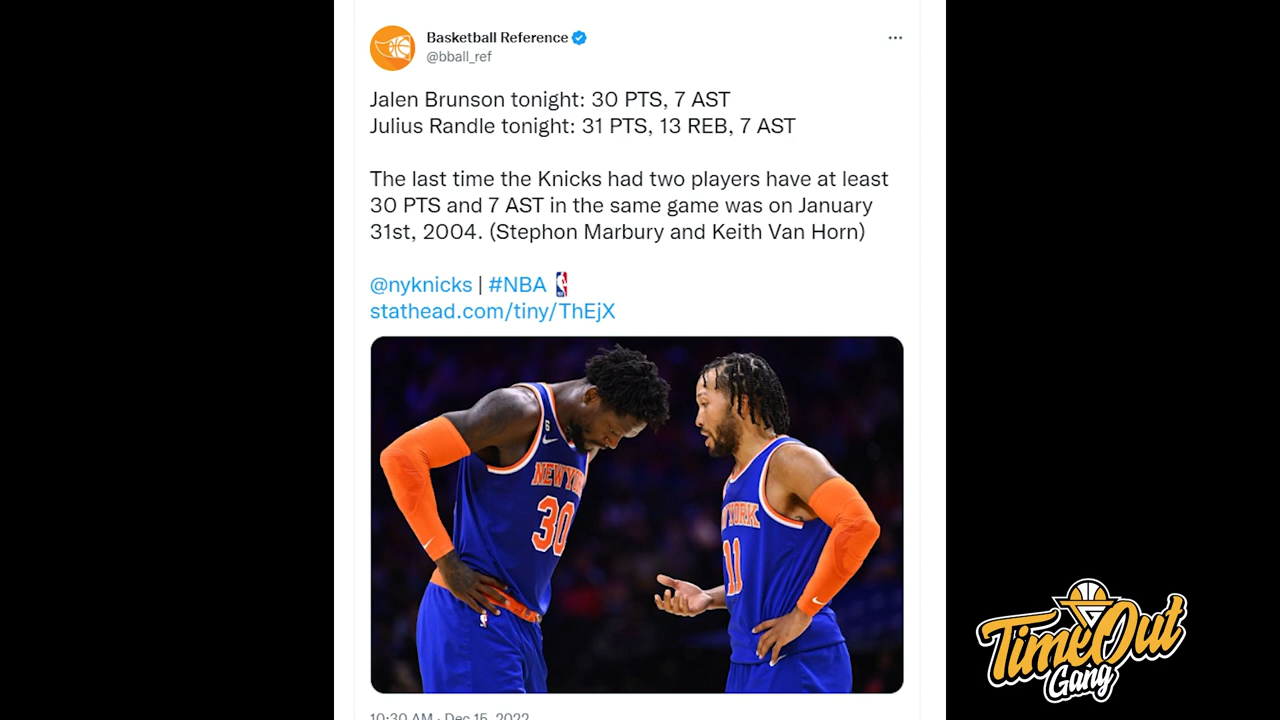 Basketball Reference
@bball_ref
Jalen Brunson tonight: 30 PTS, 7 AST
Julius Randle tonight: 31 PTS, 13 REB, 7 AST
The last time the Knicks had two players have at least
30 PTS and 7 AST in the same game was on January
31st, 2004. (Stephon Marbury and Keith Van Horn)
@nyknicks | #NBA
stathead.com/tiny/ThEjX
6
NEW YO
30
YORK
11
10:30 AM · Dec 15, 2022
TimeOut
Gang